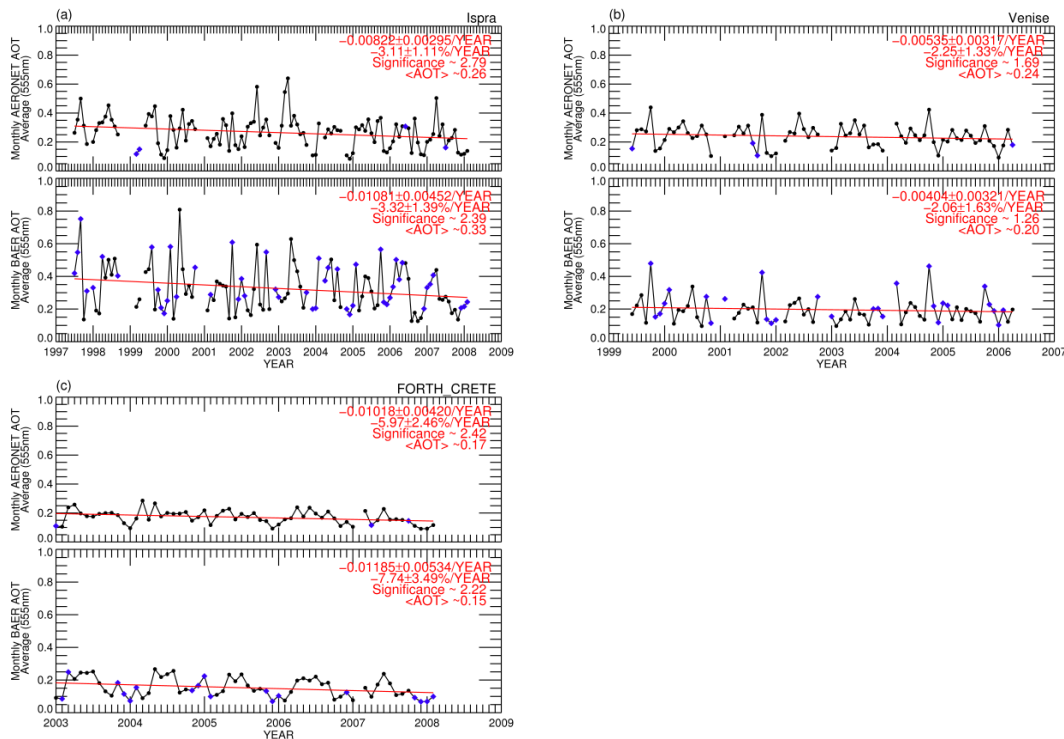 (a)
Ispra
Monthly AERONET AOT
Average (555nm)
1.0
0.8
0.6
0.4
0.2
0.0
−0.00822±0.00295/YEAR
−3.11±1.11%/YEAR
Significance ~ 2.79
<AOT> ~0.26
Monthly BAER AOT
Average (555nm)
1.0
0.8
0.6
0.4
0.2
0.0
−0.01081±0.00452/YEAR
−3.32±1.39%/YEAR
Significance ~ 2.39
<AOT> ~0.33
1997 1998 1999 2000 2001 2002 2003 2004 2005 2006 2007 2008 2009
YEAR
(b)
Venise
Monthly AERONET AOT
Average (555nm)
1.0
0.8
0.6
0.4
0.2
0.0
−0.00535±0.00317/YEAR
−2.25±1.33%/YEAR
Significance ~ 1.69
<AOT> ~0.24
Monthly BAER AOT
Average (555nm)
1.0
0.8
0.6
0.4
0.2
0.0
−0.00404±0.00321/YEAR
−2.06±1.63%/YEAR
Significance ~ 1.26
<AOT> ~0.20
1999 2000 2001 2002 2003 2004 2005 2006 2007
YEAR
(c)
FORTH_CRETE
Monthly AERONET AOT
Average (555nm)
1.0
0.8
0.6
0.4
0.2
0.0
−0.01018±0.00420/YEAR
−5.97±2.46%/YEAR
Significance ~ 2.42
<AOT> ~0.17
Monthly BAER AOT
Average (555nm)
1.0
0.8
0.6
0.4
0.2
0.0
−0.01185±0.00534/YEAR
−7.74±3.49%/YEAR
Significance ~ 2.22
<AOT> ~0.15
2003 2004 2005 2006 2007 2008 2009
YEAR